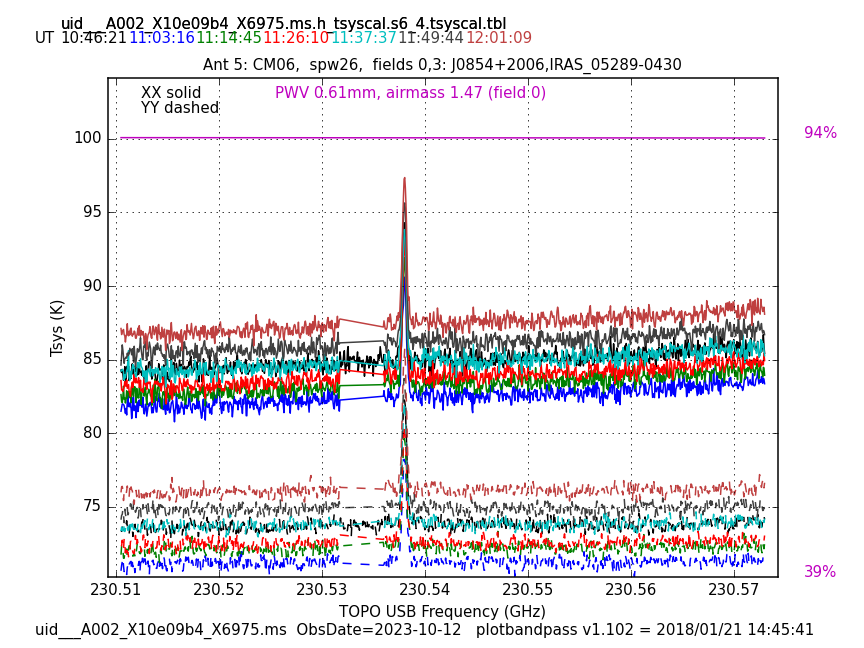 uid___A002_X10e09b4_X6975.ms.h_tsyscal.s6_4.tsyscal.tbl
UT 10:46:21 11:03:16 11:14:45 11:26:10 11:37:37 11:49:44 12:01:09
Ant 5: CM06,  spw26,  fields 0,3: J0854+2006,IRAS_05289-0430
XX solid
PWV 0.61mm, airmass 1.47 (field 0)
YY dashed
100
94%
95
90
85
80
75
Tsys (K)
39%
230.51 230.52 230.53 230.54 230.55 230.56 230.57
TOPO USB Frequency (GHz)
uid___A002_X10e09b4_X6975.ms  ObsDate=2023-10-12   plotbandpass v1.102 = 2018/01/21 14:45:41